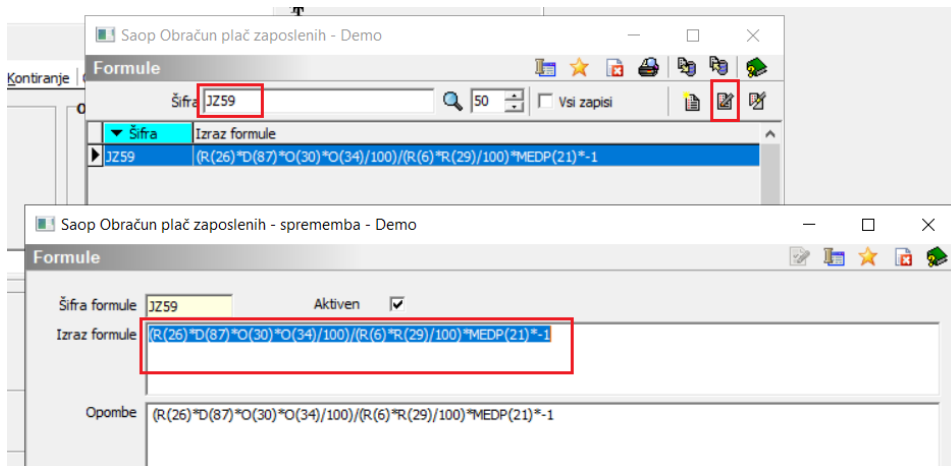 Saop Obračun plač zaposlenih - Demo
Formule
Kontiranje
Šifra JZ59 50 Vsi zapisi
Šifra Izraz formule
JZ59 (R(26)*D(87)*O(30)*O(34)/100)/(R(6)*R(29)/100)*MEDP(21)*-1
Saop Obračun plač zaposlenih - sprememba - Demo
Formule
Šifra formule JZ59 Aktiven
Izraz formule (R(26)*D(87)*O(30)*O(34)/100)/(R(6)*R(29)/100)*MEDP(21)*-1
Opombe (R(26)*D(87)*O(30)*O(34)/100)/(R(6)*R(29)/100)*MEDP(21)*-1